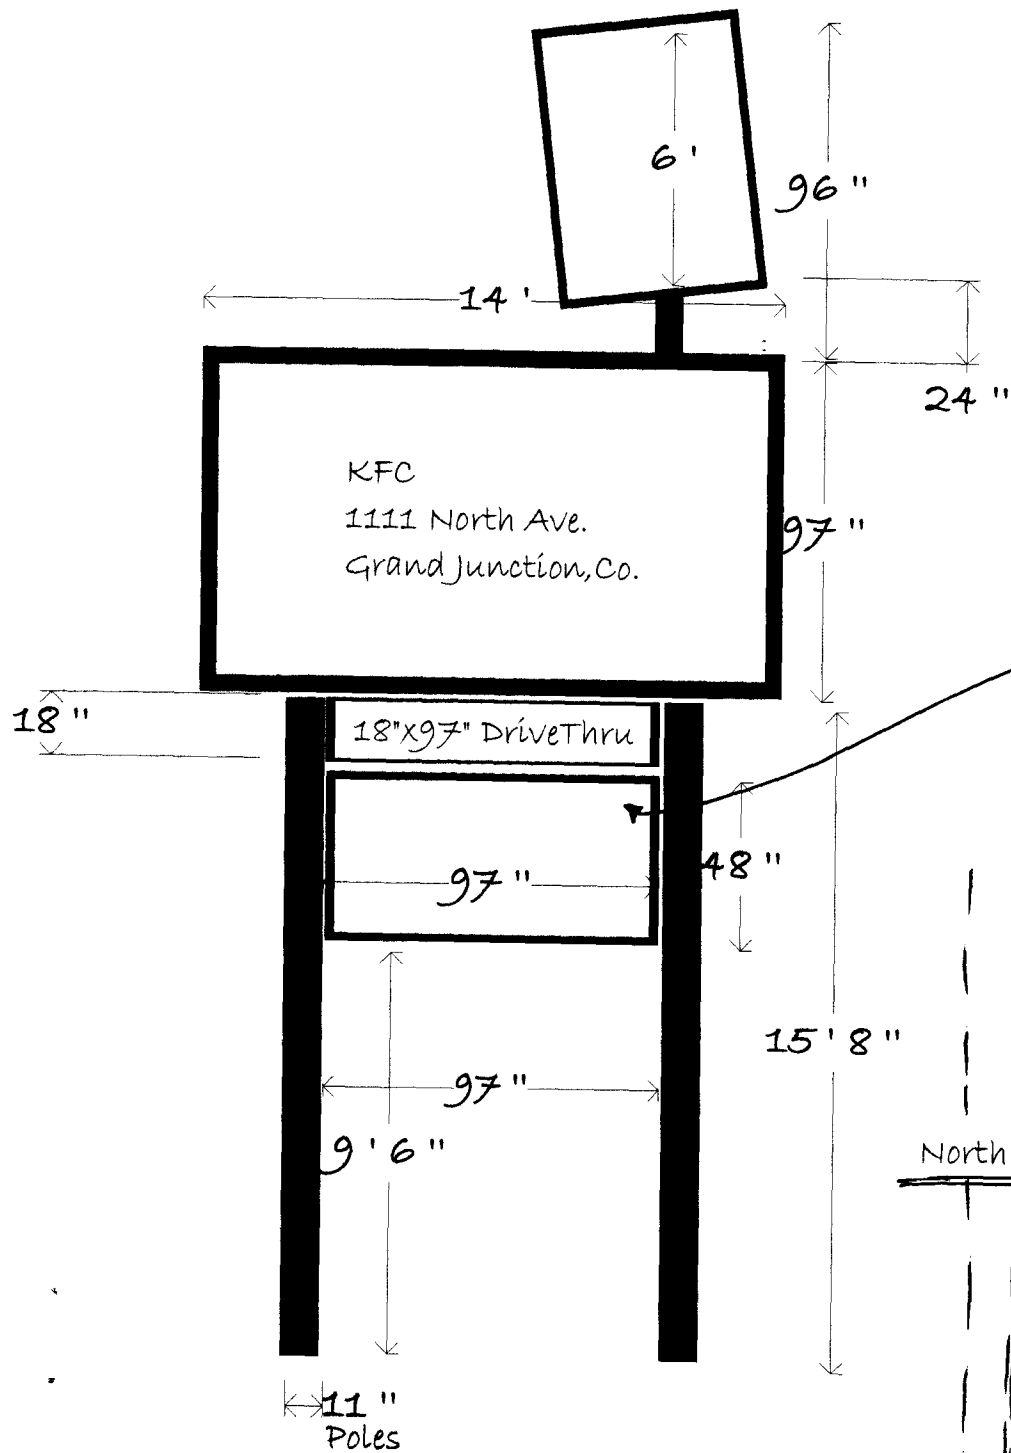 6'
96"
14'
24"
KFC
1111 North Ave.
Grand Junction, Co.
97"
18"
18"x97" DriveThru
48"
97"
15'8"
97"
9'6"
North
11"
Poles